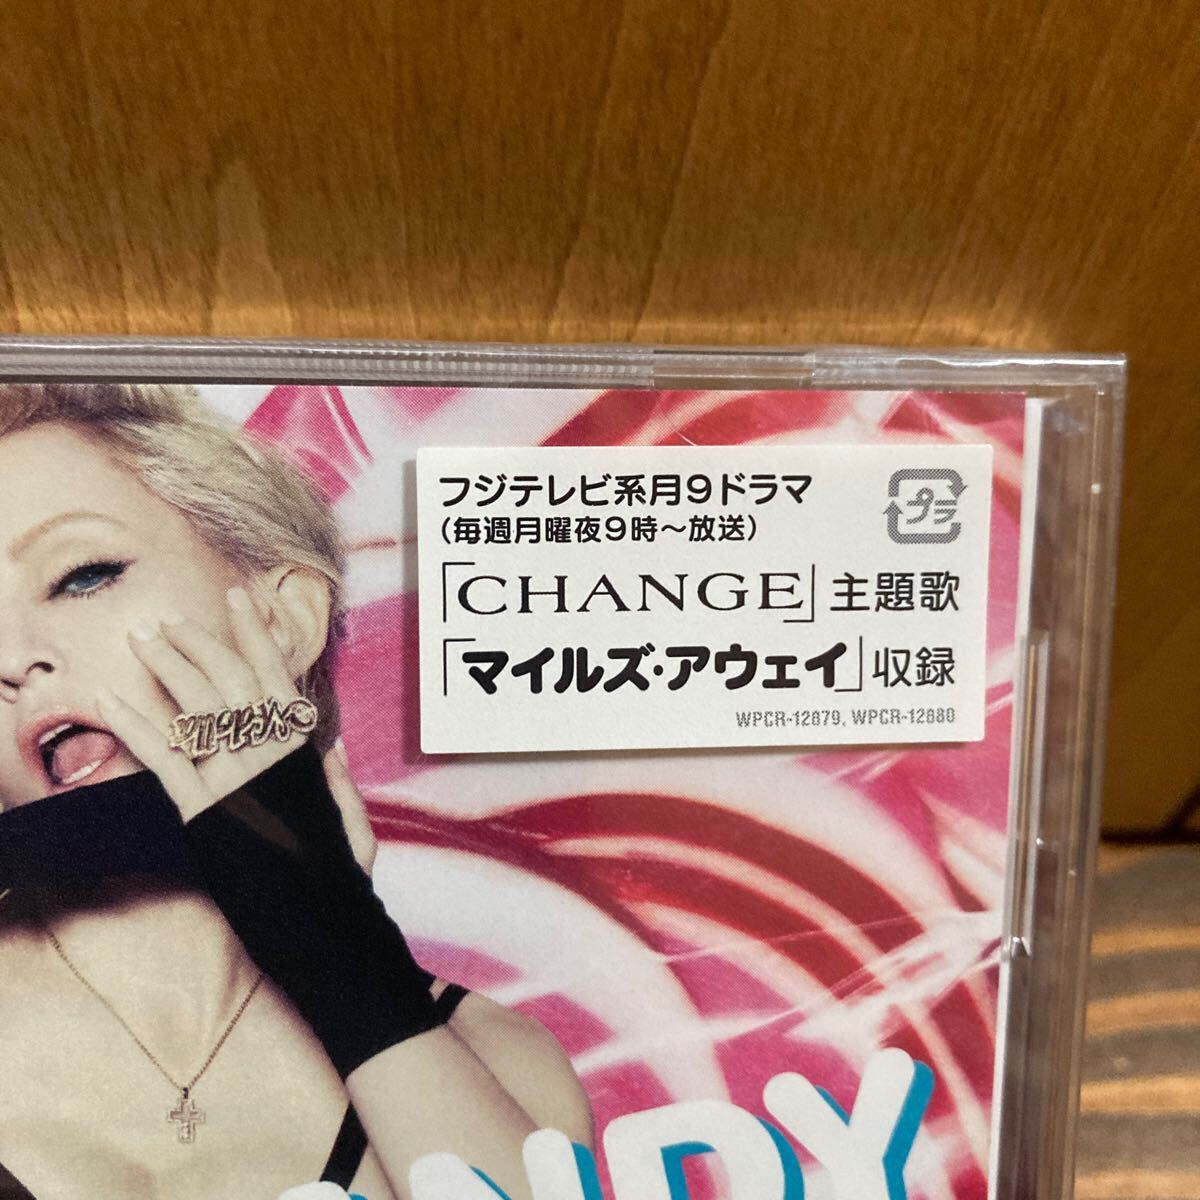 フジテレビ系月9ドラマ
(毎週月曜夜9時～放送)
「CHANGE」主題歌
「マイルズ・アウェイ」収録
WPCR-12879, WPCR-12880
プラ
ANDY